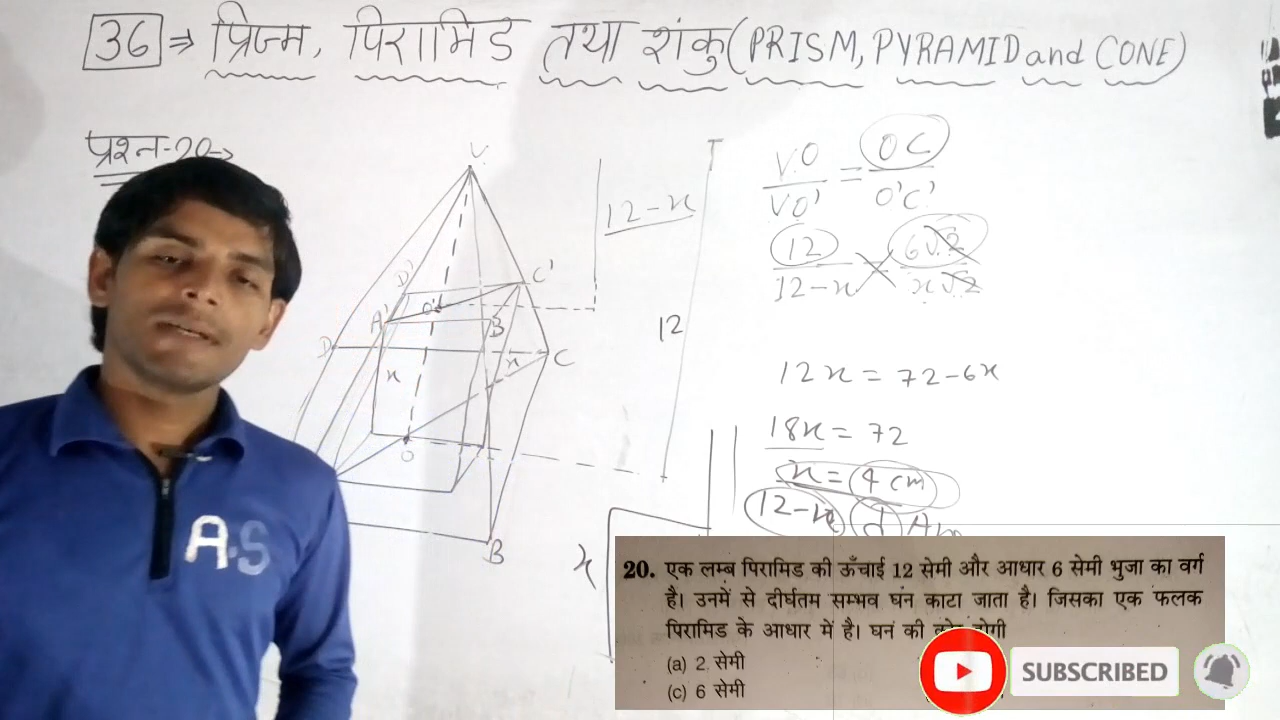 36 ⇒ प्रिज्म, पिरामिड तथा शंकु (PRISM, PYRAMID and CONE)
प्रश्न-20→
V
D' C'
O'
A' B'
D C
x x
O
B
12-x
12
VO/VO' = OC/O'C'
12/12-x 6√2/x√2
12x = 72-6x
18x = 72
x = 4 cm
12-x
x
A.S
20. एक लम्ब पिरामिड की ऊँचाई 12 सेमी और आधार 6 सेमी भुजा का वर्ग
है। उनमें से दीर्घतम सम्भव घन काटा जाता है। जिसका एक फलक
पिरामिड के आधार में है। घन की
(a) 2 सेमी
(c) 6 सेमी
SUBSCRIBED